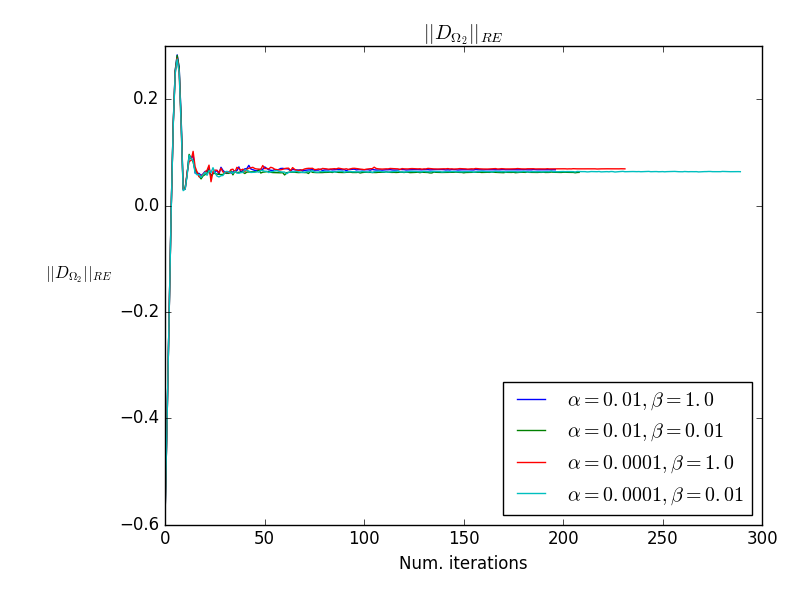 ||D_{Ω_2}||_{RE}
0.2
0.0
−0.2
−0.4
−0.6
||D_{Ω_2}||_{RE}
α = 0.01, β = 1.0
α = 0.01, β = 0.01
α = 0.0001, β = 1.0
α = 0.0001, β = 0.01
0 50 100 150 200 250 300
Num. iterations